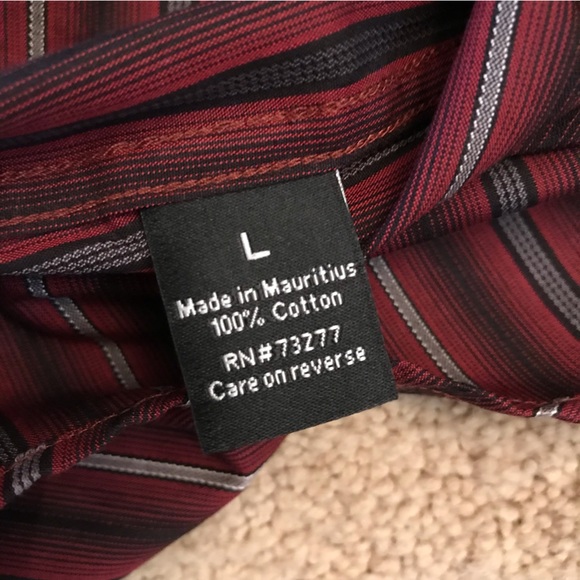 L
Made in Mauritius
100% Cotton
RN#73277
Care on reverse